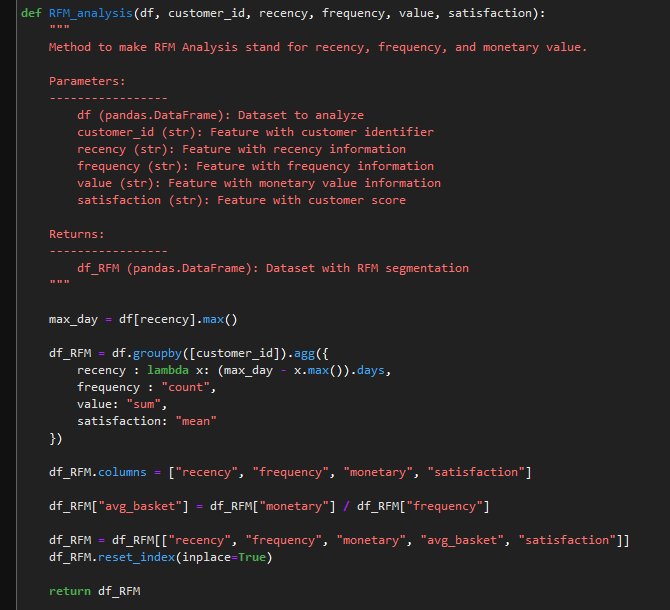 def RFM_analysis(df, customer_id, recency, frequency, value, satisfaction):
    """
    Method to make RFM Analysis stand for recency, frequency, and monetary value.

    Parameters:
    -----------------
        df (pandas.DataFrame): Dataset to analyze
        customer_id (str): Feature with customer identifier
        recency (str): Feature with recency information
        frequency (str): Feature with frequency information
        value (str): Feature with monetary value information
        satisfaction (str): Feature with customer score

    Returns:
    -----------------
        df_RFM (pandas.DataFrame): Dataset with RFM segmentation
    """

    max_day = df[recency].max()

    df_RFM = df.groupby([customer_id]).agg({
        recency : lambda x: (max_day - x.max()).days,
        frequency : "count",
        value: "sum",
        satisfaction: "mean"
    })

    df_RFM.columns = ["recency", "frequency", "monetary", "satisfaction"]

    df_RFM["avg_basket"] = df_RFM["monetary"] / df_RFM["frequency"]

    df_RFM = df_RFM[["recency", "frequency", "monetary", "avg_basket", "satisfaction"]]
    df_RFM.reset_index(inplace=True)

    return df_RFM